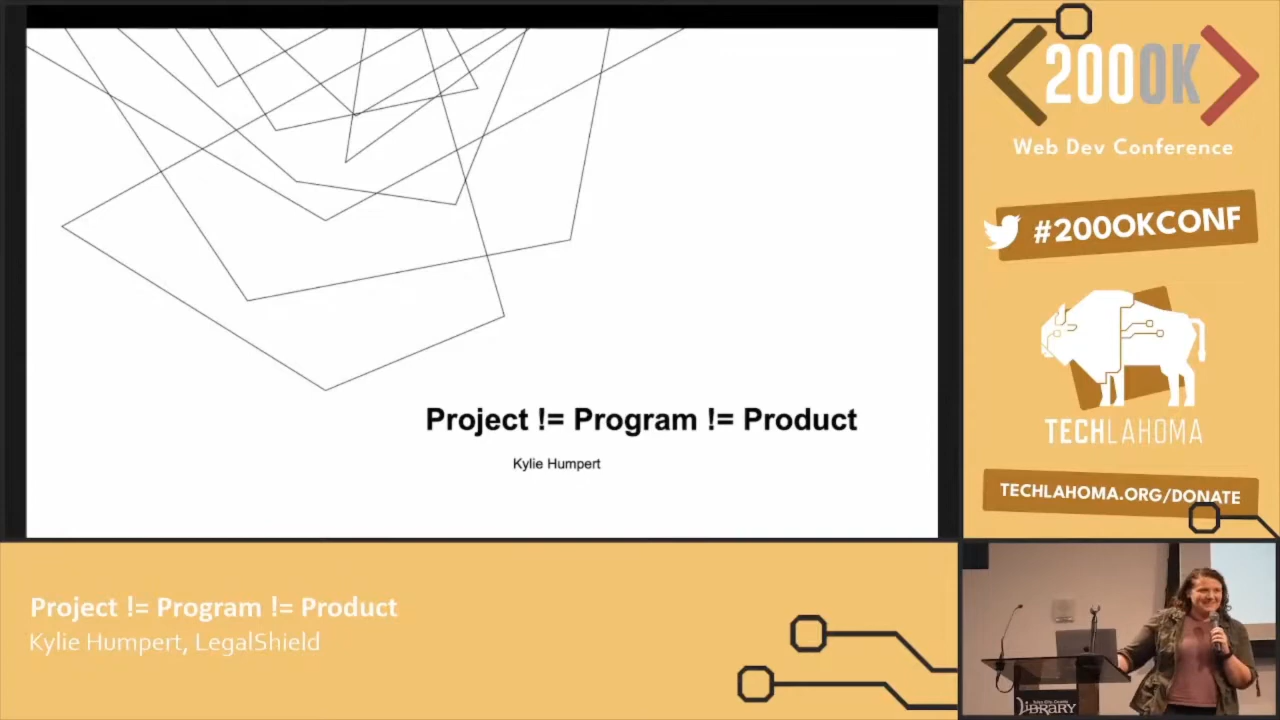 Project != Program != Product
Kylie Humpert
200OK
Web Dev Conference
#200OKCONF
TECHLAHOMA
TECHLAHOMA.ORG/DONATE
Project != Program != Product
Kylie Humpert, LegalShield
LIBRARY